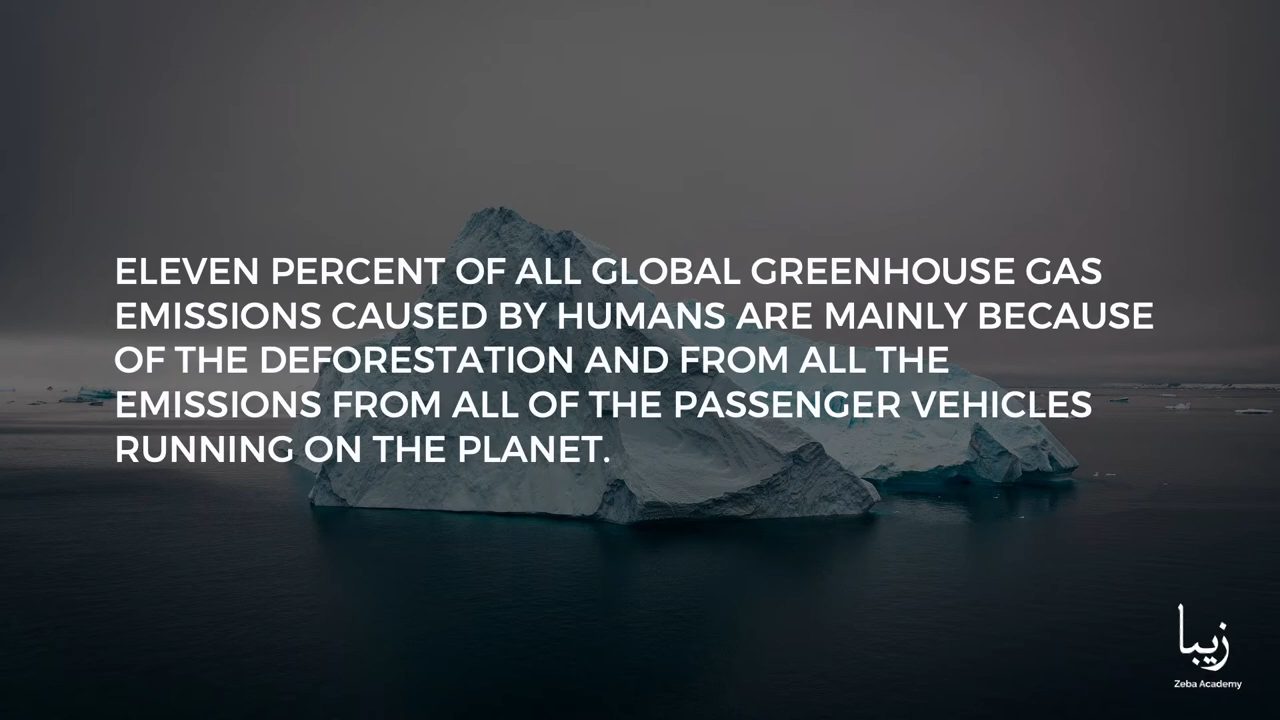 ELEVEN PERCENT OF ALL GLOBAL GREENHOUSE GAS
EMISSIONS CAUSED BY HUMANS ARE MAINLY BECAUSE
OF THE DEFORESTATION AND FROM ALL THE
EMISSIONS FROM ALL OF THE PASSENGER VEHICLES
RUNNING ON THE PLANET.
زيبا
Zeba Academy